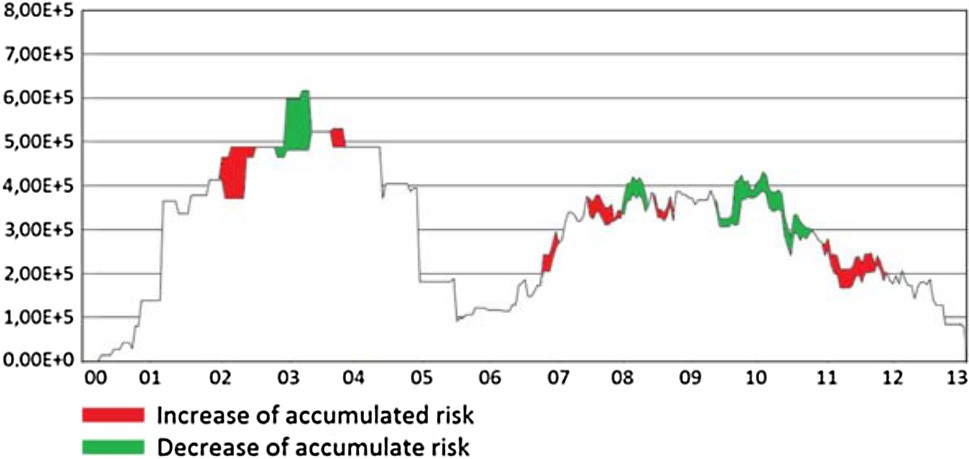 8,00E+5
7,00E+5
6,00E+5
5,00E+5
4,00E+5
3,00E+5
2,00E+5
1,00E+5
0.00E+0
00 01 02 03 04 05 06 07 08 09 10 11 12 13
Increase of accumulated risk
Decrease of accumulate risk